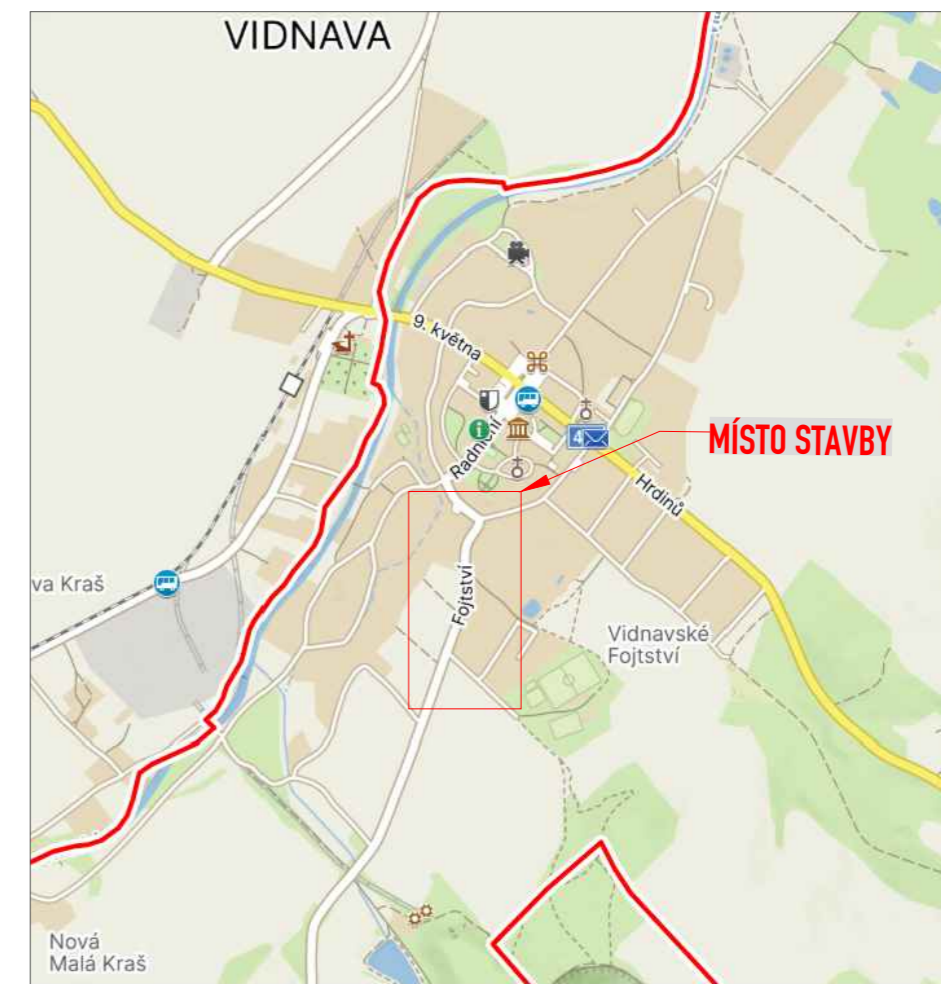 VIDNAVA
9. května
Radniční
4
MÍSTO STAVBY
Hrdinů
va Kraš
Fojtství
Vidnavské
Fojtství
Nová
Malá Kraš